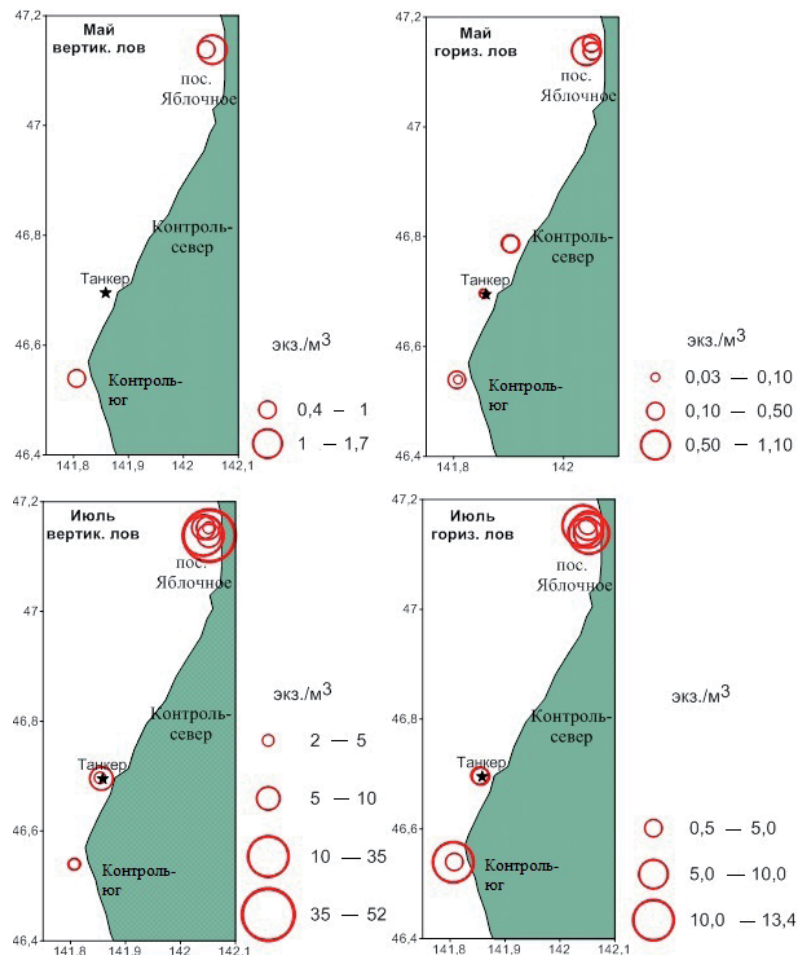 Май
вертик. лов
47,2
47
46,8
46,6
46,4
пос.
Яблочное
Контроль-
север
Танкер
Контроль-
юг
141,8 141,9 142 142,1
экз./м³
0,4 — 1
1 — 1,7
Май
гориз. лов
47,2
47
46,8
46,6
46,4
пос.
Яблочное
Контроль-
север
Танкер
Контроль-
юг
141,8 142
экз./м³
0,03 — 0,10
0,10 — 0,50
0,50 — 1,10
Июль
вертик. лов
47,2
47
46,8
46,6
46,4
пос.
Яблочное
Контроль-
север
Танкер
Контроль-
юг
141,8 141,9 142 142,1
экз./м³
2 — 5
5 — 10
10 — 35
35 — 52
Июль
гориз. лов
47,2
47
46,8
46,6
46,4
пос.
Яблочное
Контроль-
север
Танкер
Контроль-
юг
141,8 141,9 142 142,1
экз./м³
0,5 — 5,0
5,0 — 10,0
10,0 — 13,4